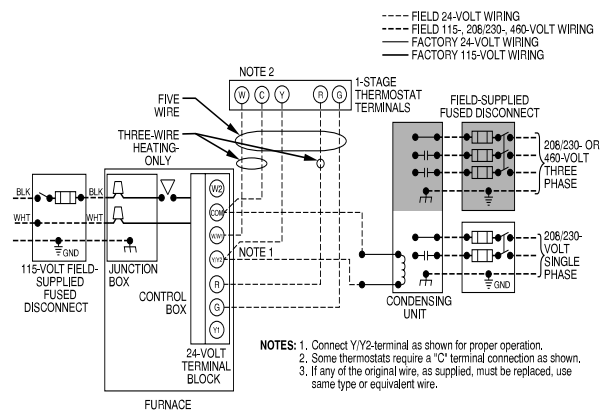 FIELD 24-VOLT WIRING
FIELD 115-, 208/230-, 460-VOLT WIRING
FACTORY 24-VOLT WIRING
FACTORY 115-VOLT WIRING
NOTE 2
1-STAGE
THERMOSTAT
TERMINALS
W C Y R G
FIVE
WIRE
THREE-WIRE
HEATING-
ONLY
FIELD-SUPPLIED
FUSED DISCONNECT
208/230- OR
460-VOLT
THREE
PHASE
208/230-
VOLT
SINGLE
PHASE
GND
CONDENSING
UNIT
BLK
BLK
WHT
WHT
GND
115-VOLT FIELD-
SUPPLIED
FUSED
DISCONNECT
JUNCTION
BOX
CONTROL
BOX
W2
COM
W/W1
Y/Y2
R
G
Y1
NOTE 1
24-VOLT
TERMINAL
BLOCK
FURNACE
NOTES: 1. Connect Y/Y2-terminal as shown for proper operation.
2. Some thermostats require a "C" terminal connection as shown.
3. If any of the original wire, as supplied, must be replaced, use
same type or equivalent wire.